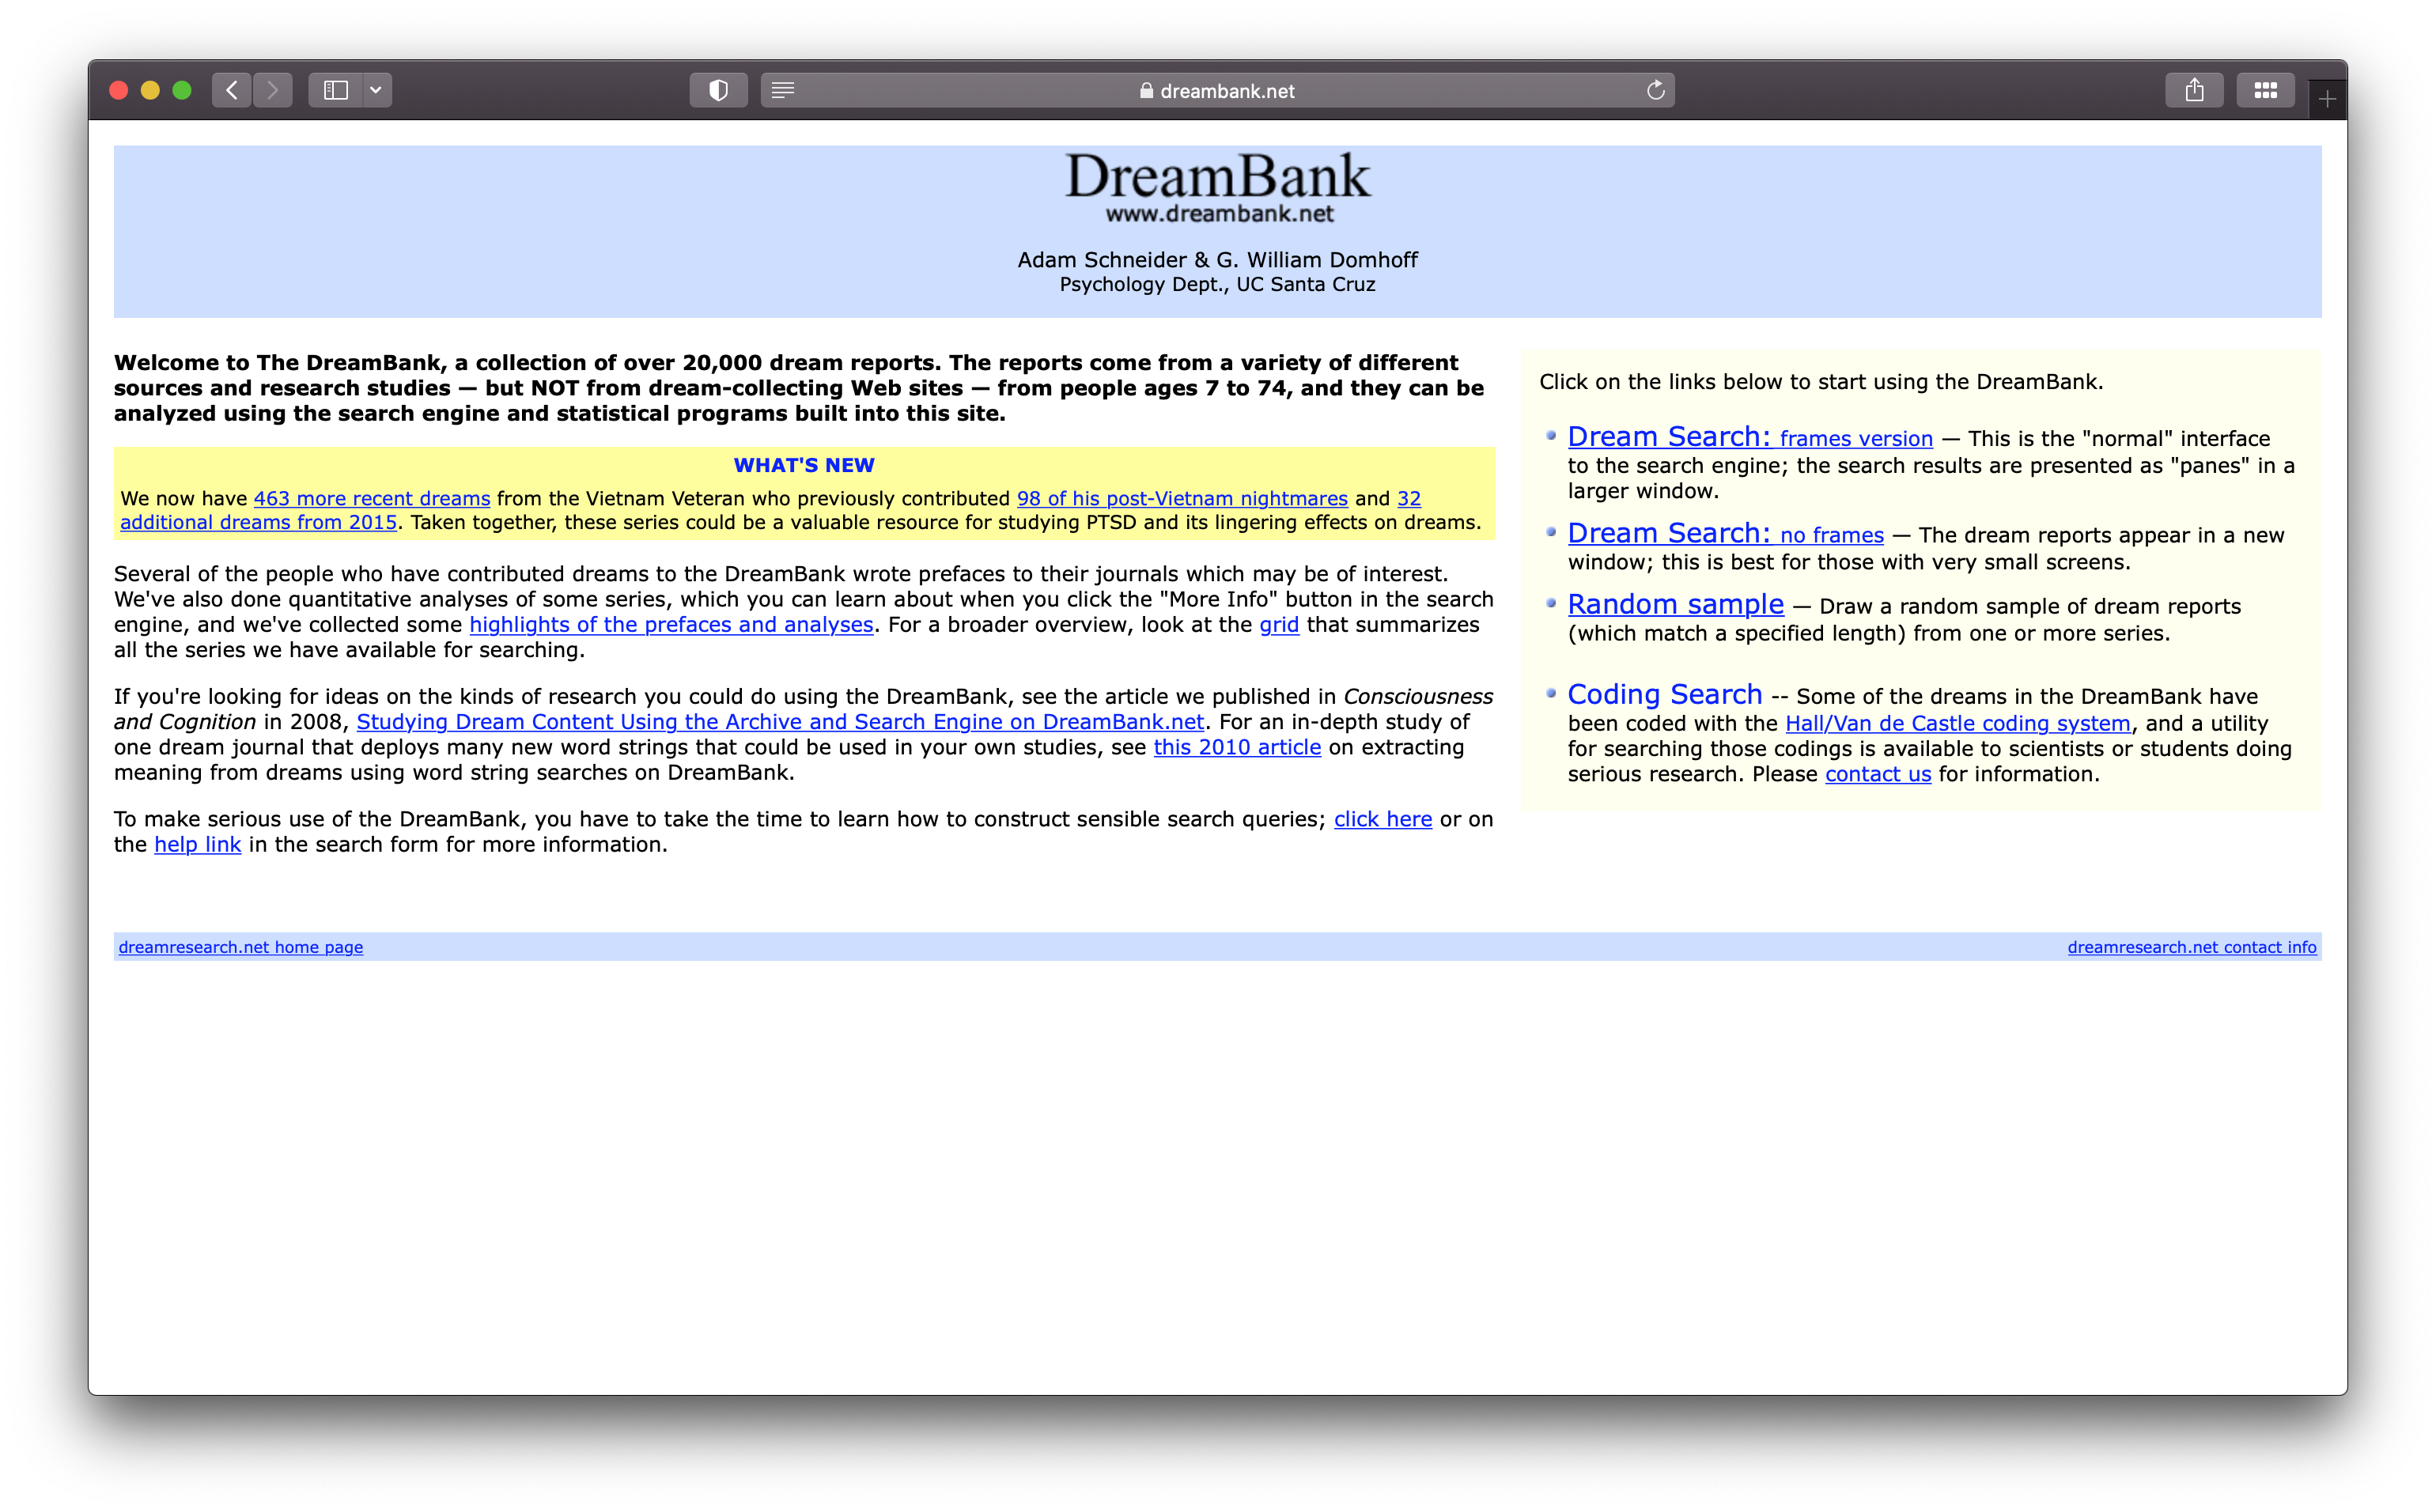 dreambank.net
DreamBank
www.dreambank.net
Adam Schneider & G. William Domhoff
Psychology Dept., UC Santa Cruz
Welcome to The DreamBank, a collection of over 20,000 dream reports. The reports come from a variety of different
sources and research studies — but NOT from dream-collecting Web sites — from people ages 7 to 74, and they can be
analyzed using the search engine and statistical programs built into this site.
WHAT'S NEW
We now have 463 more recent dreams from the Vietnam Veteran who previously contributed 98 of his post-Vietnam nightmares and 32
additional dreams from 2015. Taken together, these series could be a valuable resource for studying PTSD and its lingering effects on dreams.
Several of the people who have contributed dreams to the DreamBank wrote prefaces to their journals which may be of interest.
We've also done quantitative analyses of some series, which you can learn about when you click the "More Info" button in the search
engine, and we've collected some highlights of the prefaces and analyses. For a broader overview, look at the grid that summarizes
all the series we have available for searching.
If you're looking for ideas on the kinds of research you could do using the DreamBank, see the article we published in Consciousness
and Cognition in 2008, Studying Dream Content Using the Archive and Search Engine on DreamBank.net. For an in-depth study of
one dream journal that deploys many new word strings that could be used in your own studies, see this 2010 article on extracting
meaning from dreams using word string searches on DreamBank.
To make serious use of the DreamBank, you have to take the time to learn how to construct sensible search queries; click here or on
the help link in the search form for more information.
Click on the links below to start using the DreamBank.
Dream Search: frames version — This is the "normal" interface
to the search engine; the search results are presented as "panes" in a
larger window.
Dream Search: no frames — The dream reports appear in a new
window; this is best for those with very small screens.
Random sample — Draw a random sample of dream reports
(which match a specified length) from one or more series.
Coding Search -- Some of the dreams in the DreamBank have
been coded with the Hall/Van de Castle coding system, and a utility
for searching those codings is available to scientists or students doing
serious research. Please contact us for information.
dreamresearch.net home page
dreamresearch.net contact info